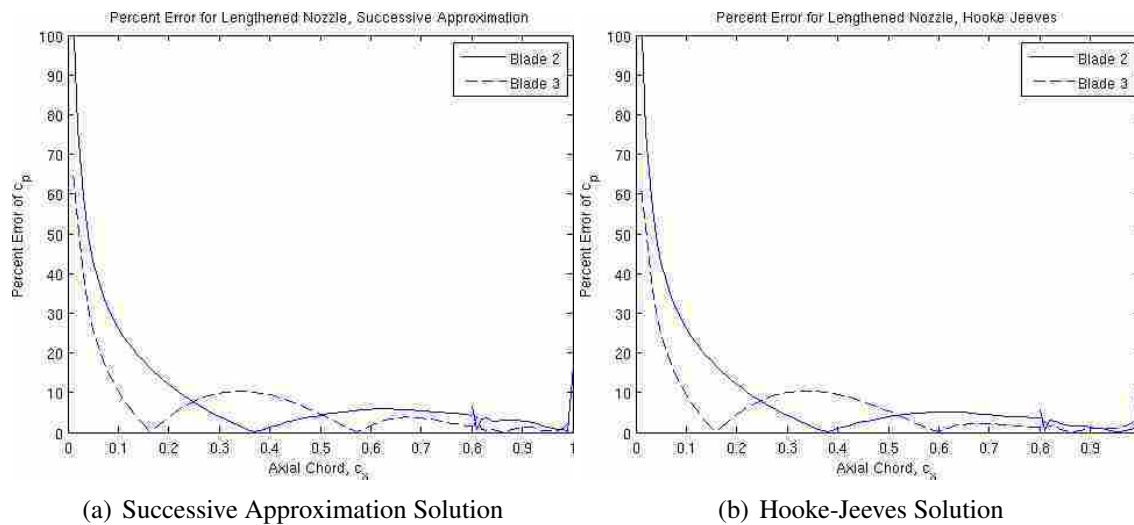 Percent Error for Lengthened Nozzle, Successive Approximation
100
90
80
70
60
50
40
30
20
10
0
Percent Error of c_p
0 0.1 0.2 0.3 0.4 0.5 0.6 0.7 0.8 0.9 1
Axial Chord, c_x
Blade 2
Blade 3
(a) Successive Approximation Solution
Percent Error for Lengthened Nozzle, Hooke Jeeves
100
90
80
70
60
50
40
30
20
10
0
Percent Error of c_p
0 0.1 0.2 0.3 0.4 0.5 0.6 0.7 0.8 0.9
Axial Chord, c_x
Blade 2
Blade 3
(b) Hooke-Jeeves Solution